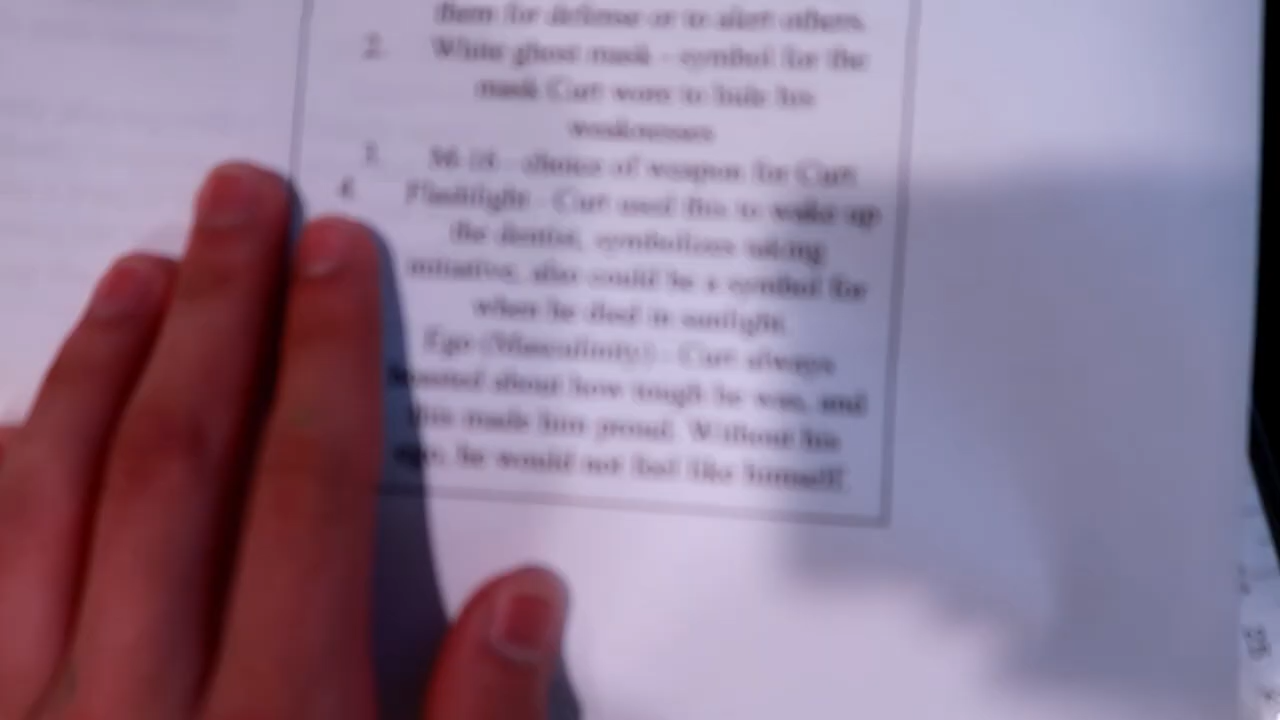 them for defense or to alert others.
2. White ghost mask - symbol for the
mask Curt wore to hide his
weaknesses
3. M-16 - choice of weapon for Curt
4. Flashlight - Curt used this to wake up
the dentist, symbolizes taking
initiative, also could be a symbol for
when he died in sunlight.
Ego (Masculinity) - Curt always
boasted about how tough he was, and
this made him proud. Without his
ego, he would not feel like himself.